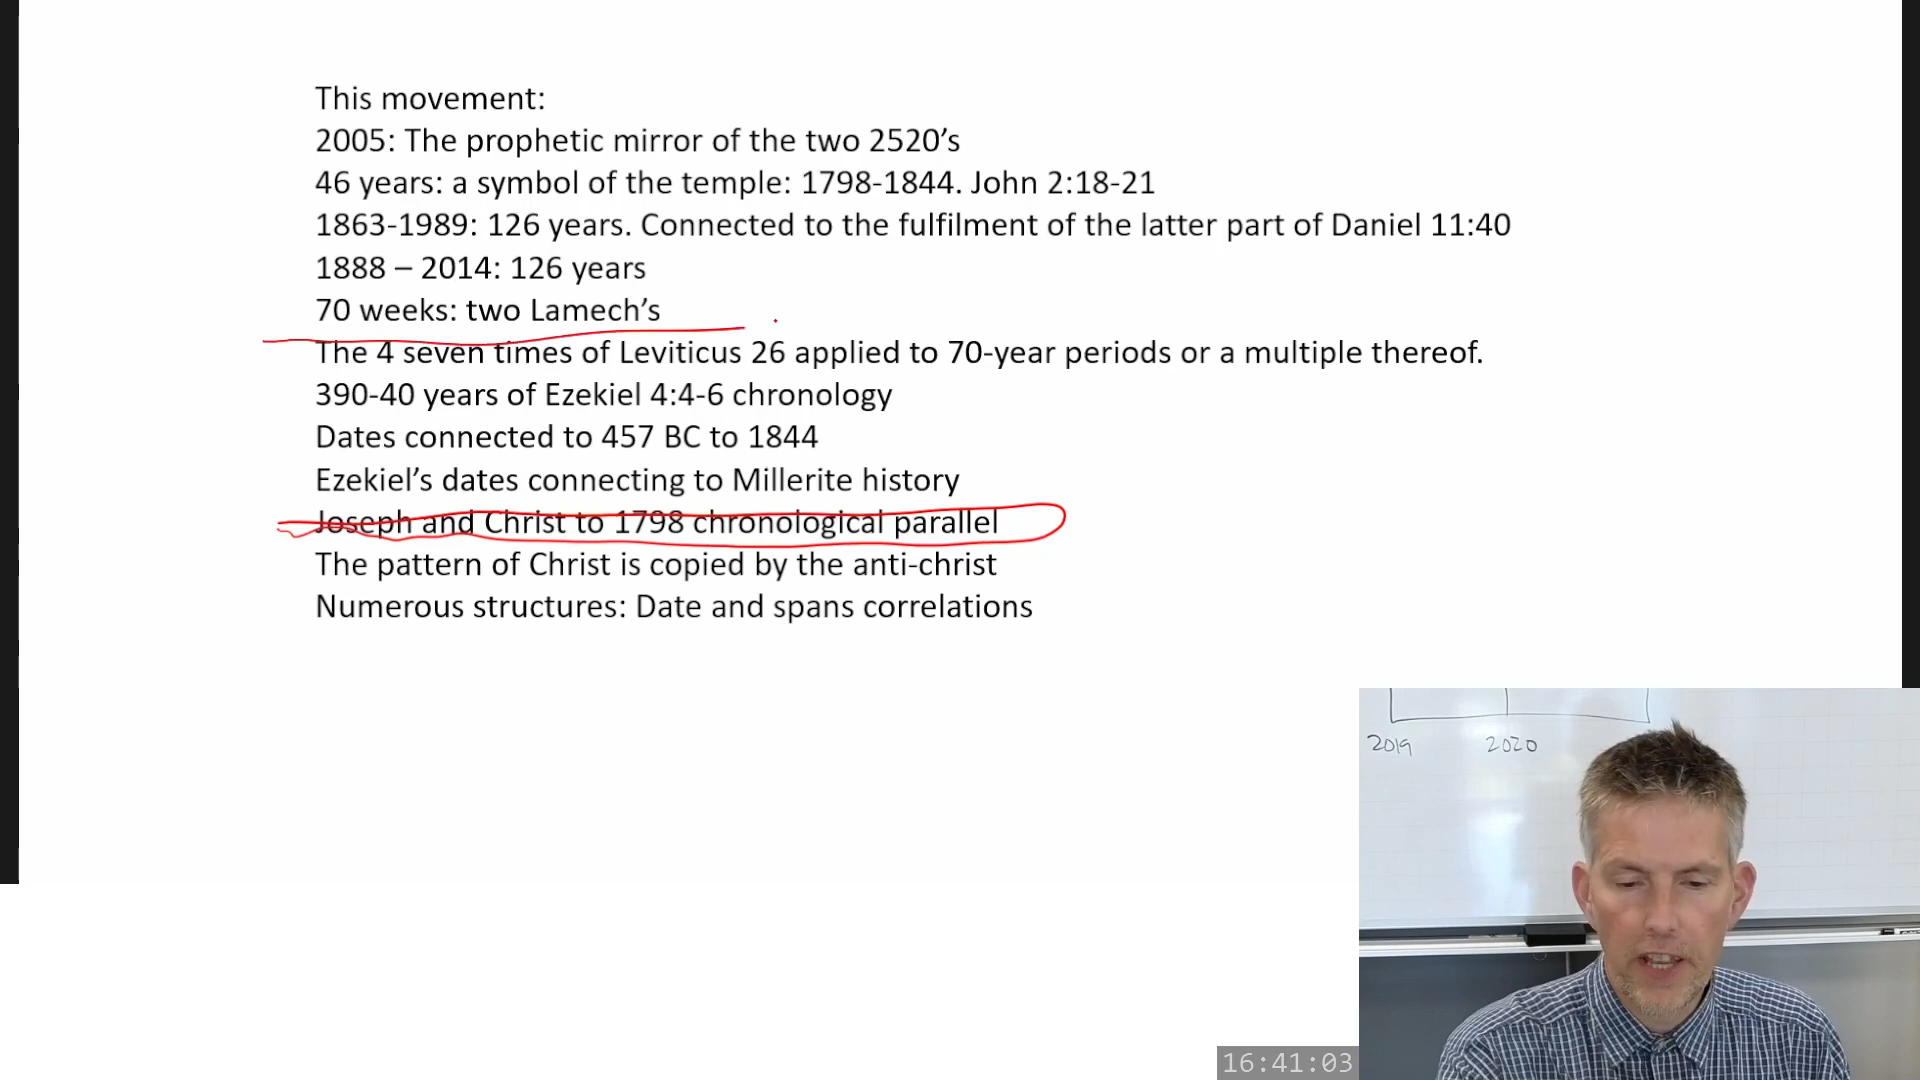 This movement:
2005: The prophetic mirror of the two 2520’s
46 years: a symbol of the temple: 1798-1844. John 2:18-21
1863-1989: 126 years. Connected to the fulfilment of the latter part of Daniel 11:40
1888 – 2014: 126 years
70 weeks: two Lamech’s
The 4 seven times of Leviticus 26 applied to 70-year periods or a multiple thereof.
390-40 years of Ezekiel 4:4-6 chronology
Dates connected to 457 BC to 1844
Ezekiel’s dates connecting to Millerite history
Joseph and Christ to 1798 chronological parallel
The pattern of Christ is copied by the anti-christ
Numerous structures: Date and spans correlations
2019 2020
16:41:03